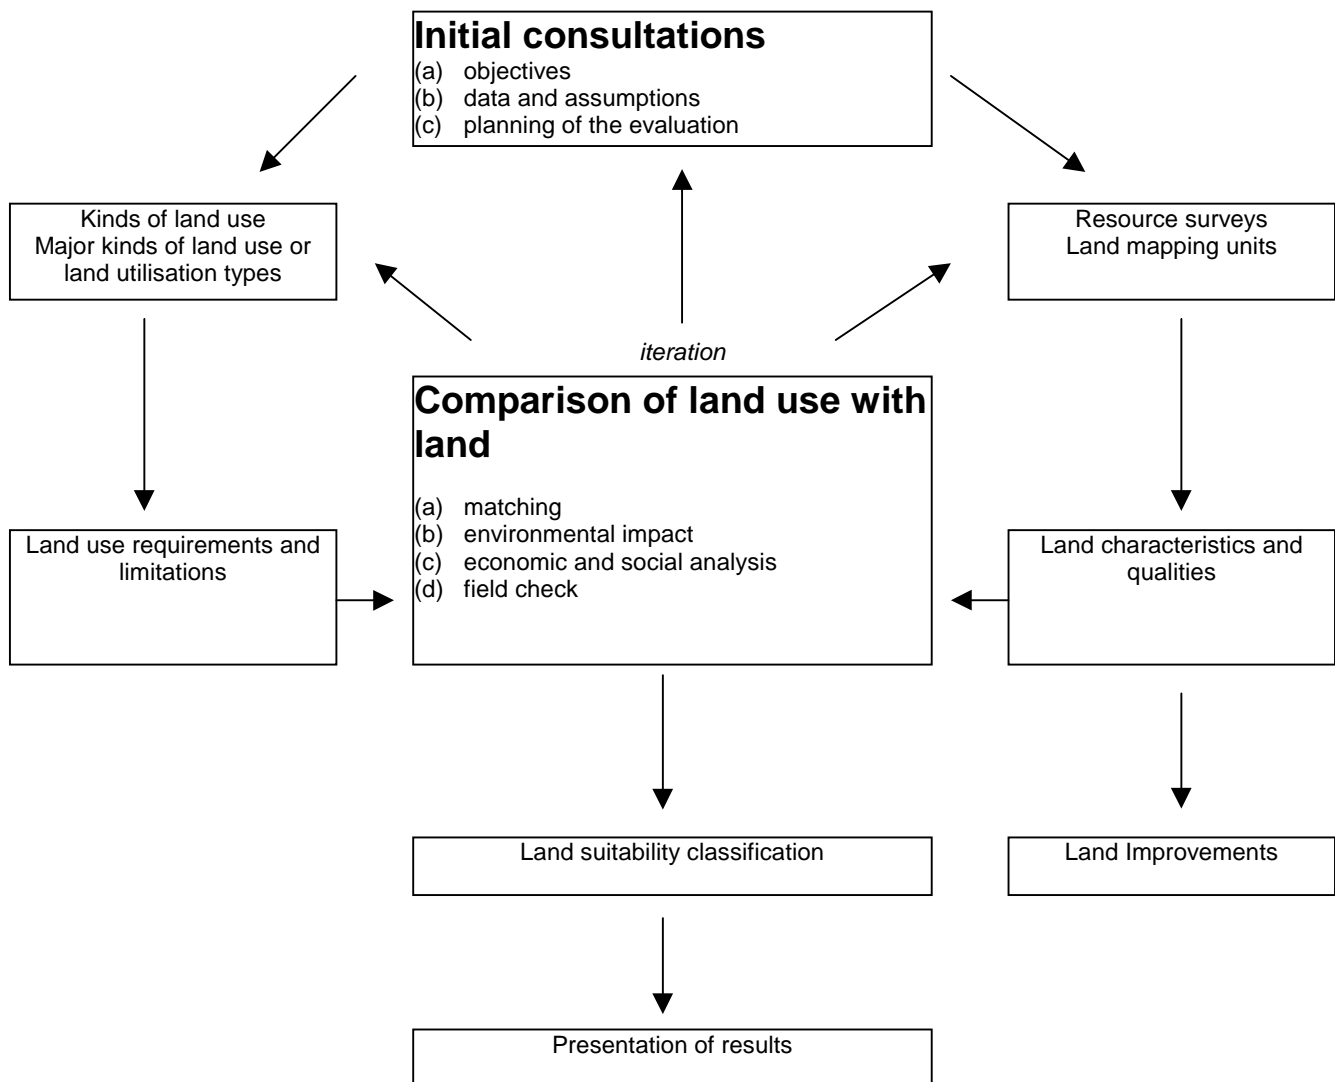 Initial consultations
(a) objectives
(b) data and assumptions
(c) planning of the evaluation
Kinds of land use
Major kinds of land use or
land utilisation types
Resource surveys
Land mapping units
iteration
Comparison of land use with
land
(a) matching
(b) environmental impact
(c) economic and social analysis
(d) field check
Land use requirements and
limitations
Land characteristics and
qualities
Land suitability classification
Land Improvements
Presentation of results